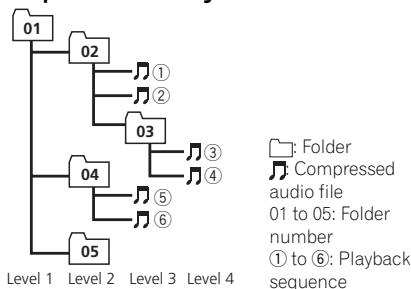 01
02
①
②
03
③
④
04
⑤
⑥
05
Level 1 Level 2 Level 3 Level 4
: Folder
: Compressed
audio file
01 to 05: Folder
number
① to ⑥: Playback
sequence